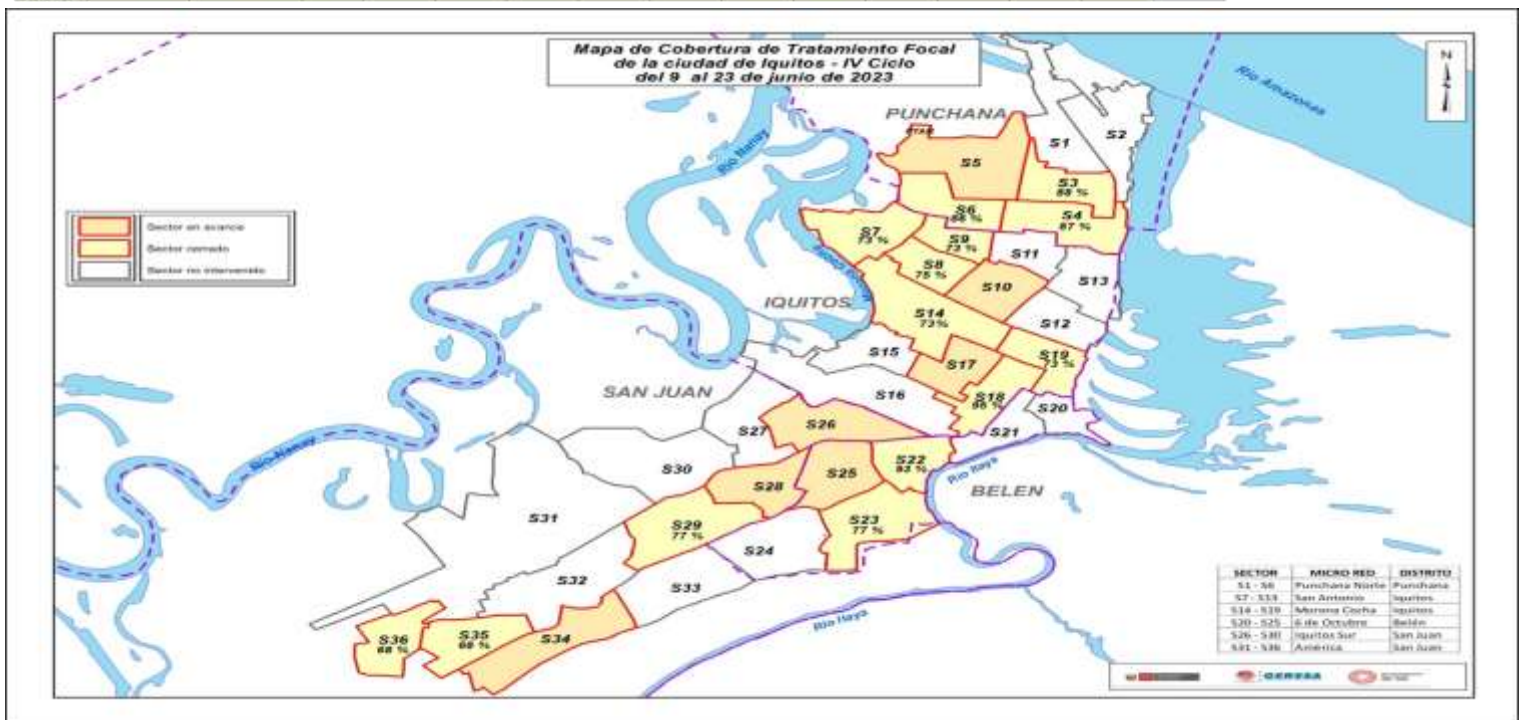 Mapa de Cobertura de Tratamiento Focal
de la ciudad de Iquitos - IV Ciclo
del 9 al 23 de junio de 2023
N
Río Amazonas
PUNCHANA
PTAR
S1
S2
S5
S3
88 %
Río Nanay
S6
S4
87 %
S7
73 %
S9
73 %
S11
S8
75 %
S13
S10
Sector en avance
Sector cerrado
Sector no intervenido
IQUITOS
S14
73%
S12
S15
S19
73 %
S17
SAN JUAN
S16
S18
S20
S26
S27
S21
S22
S30
S25
Río Itaya
S28
BELEN
S31
S29
77 %
S23
77 %
S24
S32
S33
Río Nanay
S36
S35
S34
Río Itaya
SECTOR MICRO RED DISTRITO
S1 - S6 Punchana Norte Punchana
S7 - S13 San Antonio Iquitos
S14 - S19 Morona Cocha Iquitos
S20 - S25 6 de Octubre Belén
S26 - S30 Iquitos Sur San Juan
S31 - S36 América San Juan
GERESA